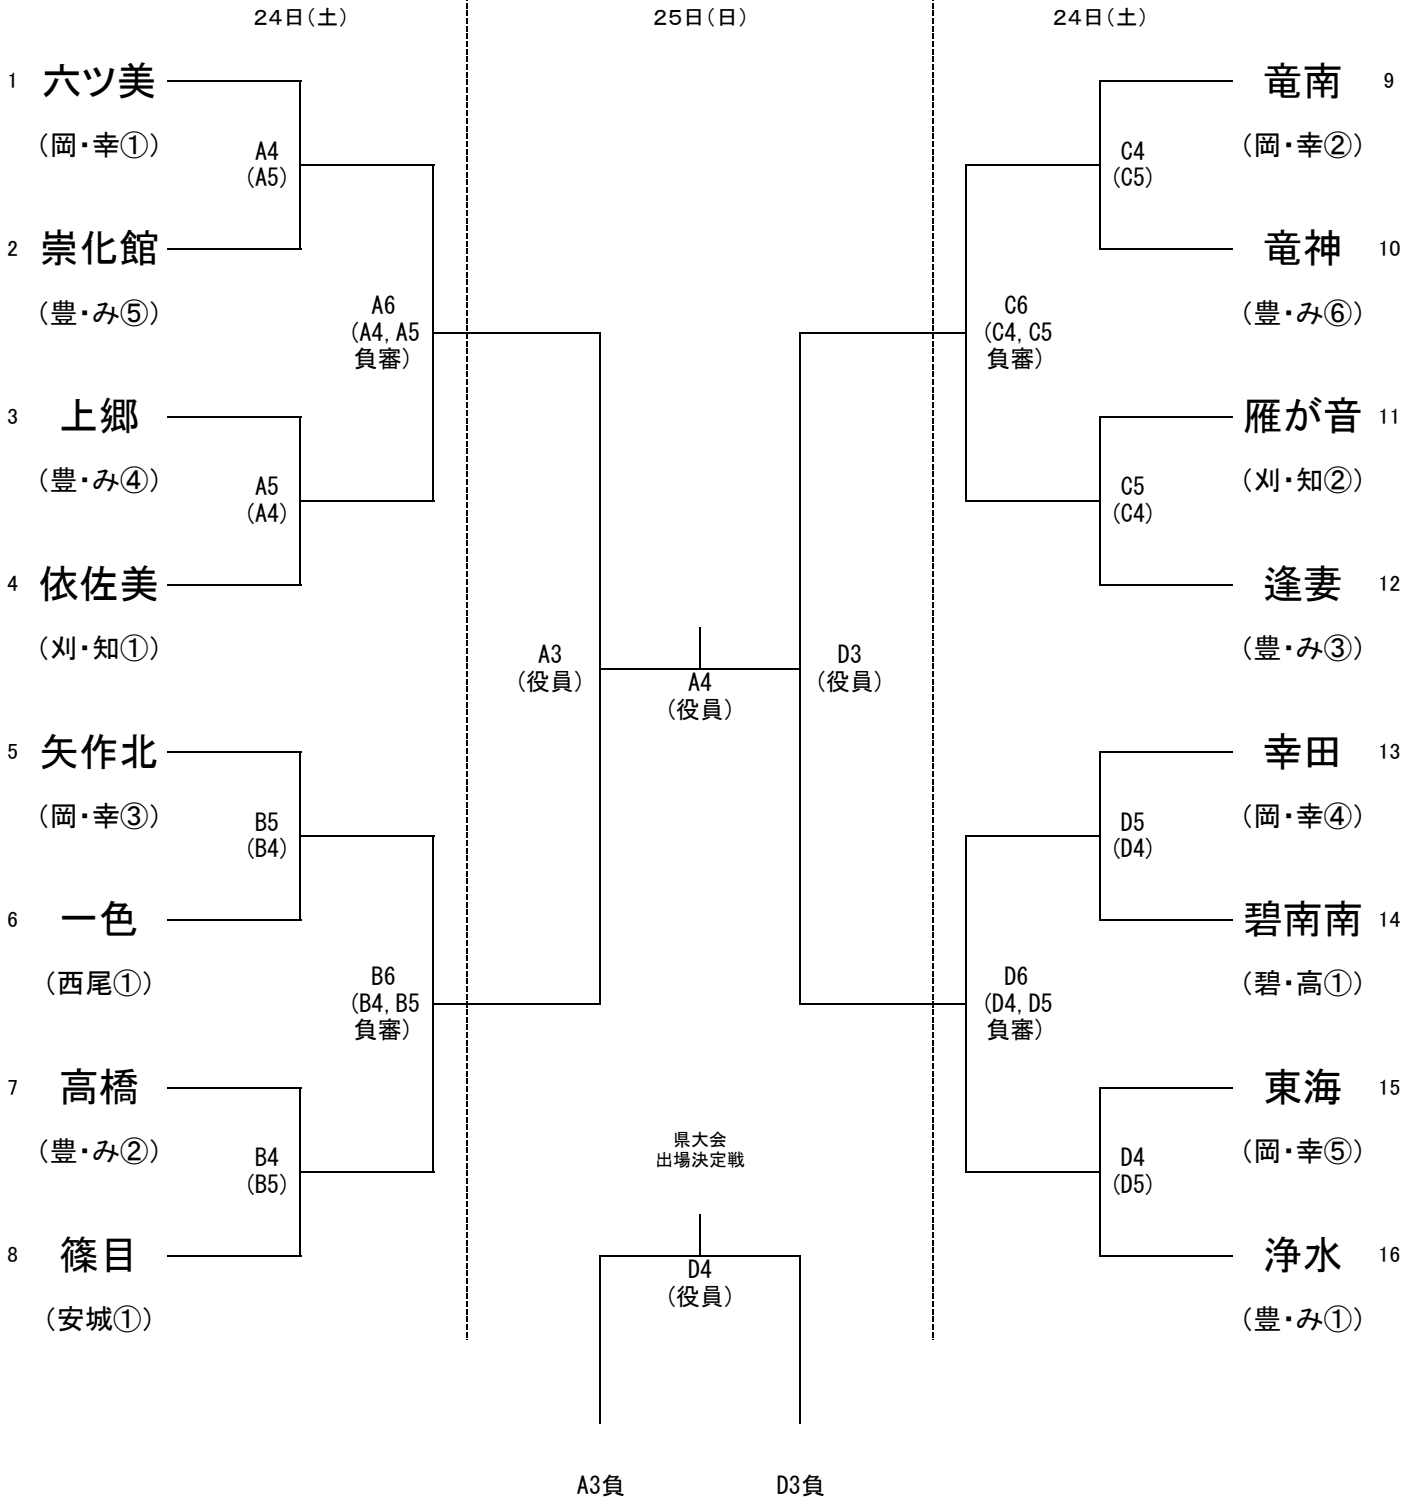 24日（土）
25日（日）
24日（土）
1 六ツ美
（岡・幸①）
A4
(A5)
2 崇化館
（豊・み⑤）
A6
(A4, A5
負審)
3 上郷
（豊・み④）
A5
(A4)
4 依佐美
（刈・知①）
5 矢作北
（岡・幸③）
B5
(B4)
6 一色
（西尾①）
B6
(B4, B5
負審)
7 高橋
（豊・み②）
B4
(B5)
8 篠目
（安城①）
A3
（役員）
A4
（役員）
D3
（役員）
県大会
出場決定戦
D4
（役員）
A3負
D3負
竜南 9
（岡・幸②）
C4
(C5)
竜神 10
（豊・み⑥）
C6
(C4, C5
負審)
雁が音 11
（刈・知②）
C5
(C4)
逢妻 12
（豊・み③）
幸田 13
（岡・幸④）
D5
(D4)
碧南南 14
（碧・高①）
D6
(D4, D5
負審)
東海 15
（岡・幸⑤）
D4
(D5)
浄水 16
（豊・み①）